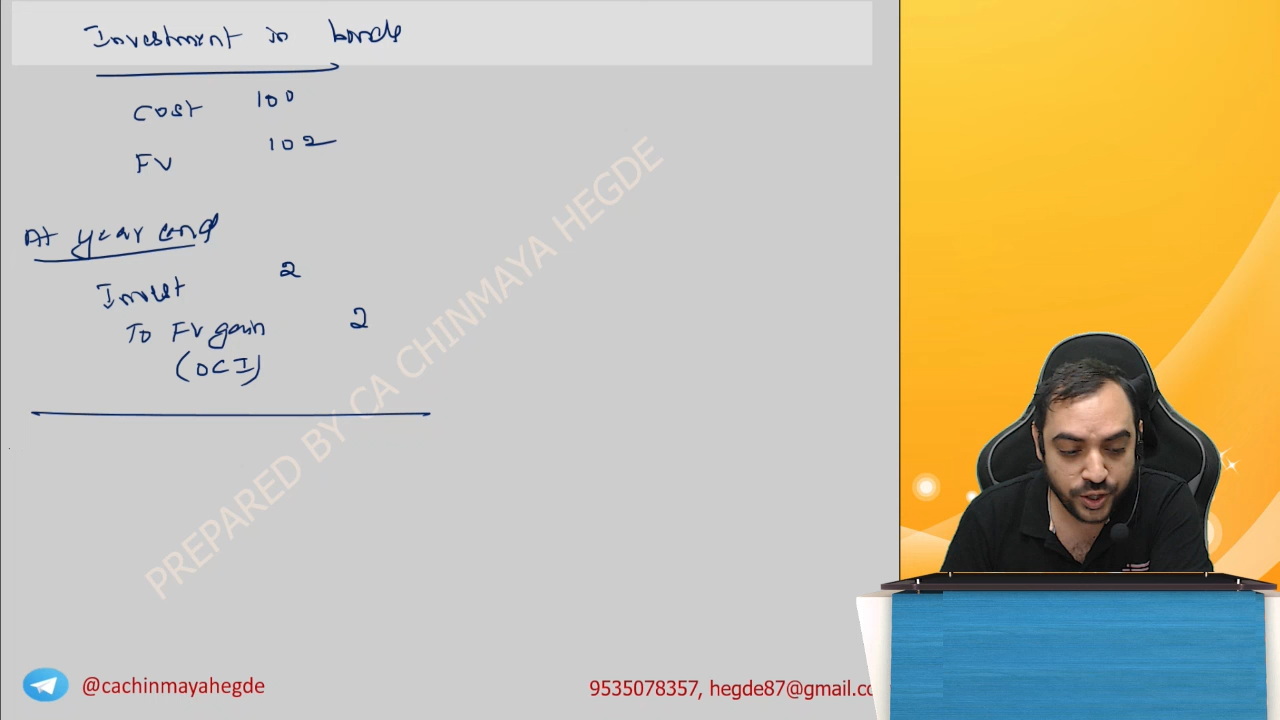 Investment in bonds
Cost 100
FV 102
At year end
Invest 2
To FV gain 2
(OCI)
PREPARED BY CA CHINMAYA HEGDE
@cachinmayahegde
9535078357, hegde87@gmail.co